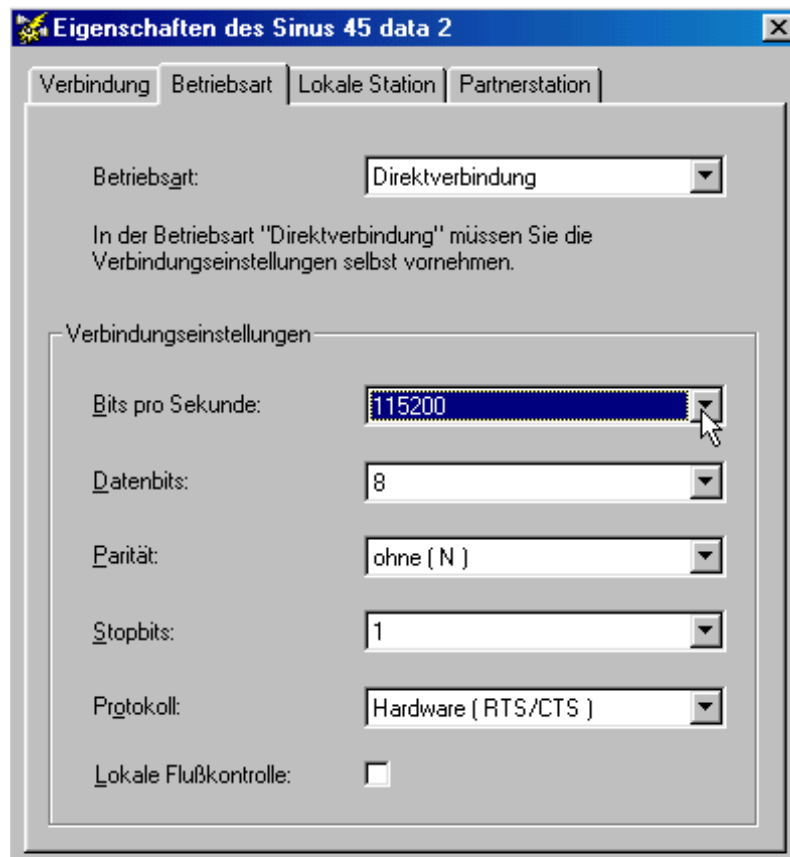 Eigenschaften des Sinus 45 data 2
Verbindung Betriebsart Lokale Station Partnerstation
Betriebsart: Direktverbindung
In der Betriebsart "Direktverbindung" müssen Sie die
Verbindungseinstellungen selbst vornehmen.
Verbindungseinstellungen
Bits pro Sekunde: 115200
Datenbits: 8
Parität: ohne ( N )
Stopbits: 1
Protokoll: Hardware ( RTS/CTS )
Lokale Flußkontrolle: